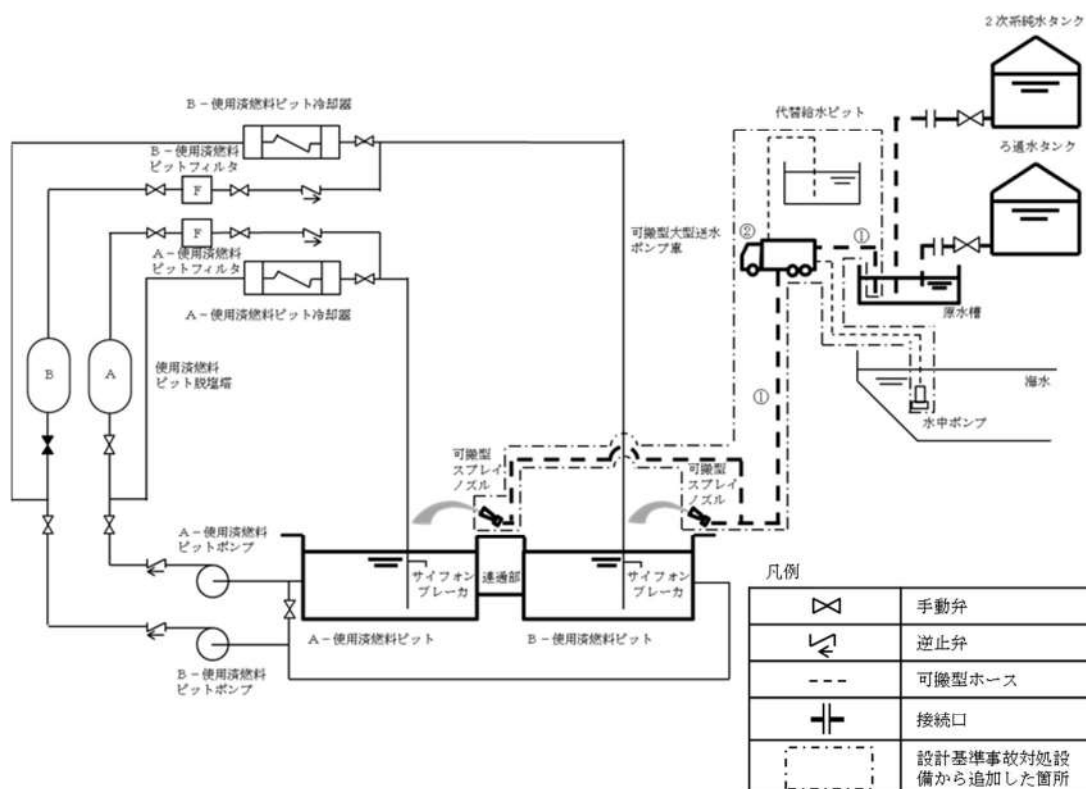 2次系純水タンク
B-使用済燃料ピット冷却器
代替給水ピット
B-使用済燃料
ピットフィルタ
F
ろ過水タンク
F
可搬型大型送水
ポンプ車
②
①
A-使用済燃料
ピットフィルタ
A-使用済燃料ピット冷却器
原水槽
B
A
使用済燃料
ピット脱塩塔
海水
①
水中ポンプ
可搬型
スプレイ
ノズル
可搬型
スプレイ
ノズル
A-使用済燃料
ピットポンプ
サイフォン
ブレーカ
連通部
サイフォン
ブレーカ
A-使用済燃料ピット
B-使用済燃料ピット
B-使用済燃料
ピットポンプ
凡例
手動弁
逆止弁
可搬型ホース
接続口
設計基準事故対処設
備から追加した箇所